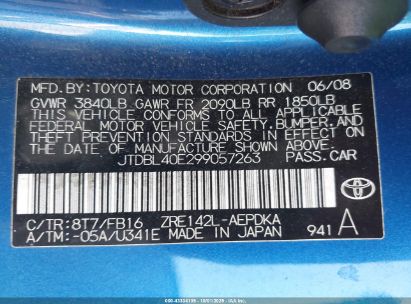 MFD. BY: TOYOTA MOTOR CORPORATION 06/08
GVWR 3840LB GAWR FR 2090LB RR 1850LB
THIS VEHICLE CONFORMS TO ALL APPLICABLE
FEDERAL MOTOR VEHICLE SAFETY, BUMPER, AND
THEFT PREVENTION STANDARDS IN EFFECT ON
THE DATE OF MANUFACTURE SHOWN ABOVE.
JTDBL40E299057263 PASS. CAR
TOYOTA
C/TR: 8T7/FB16 ZRE142L-AEPDKA
A/TM: -05A/U341E MADE IN JAPAN 941 A